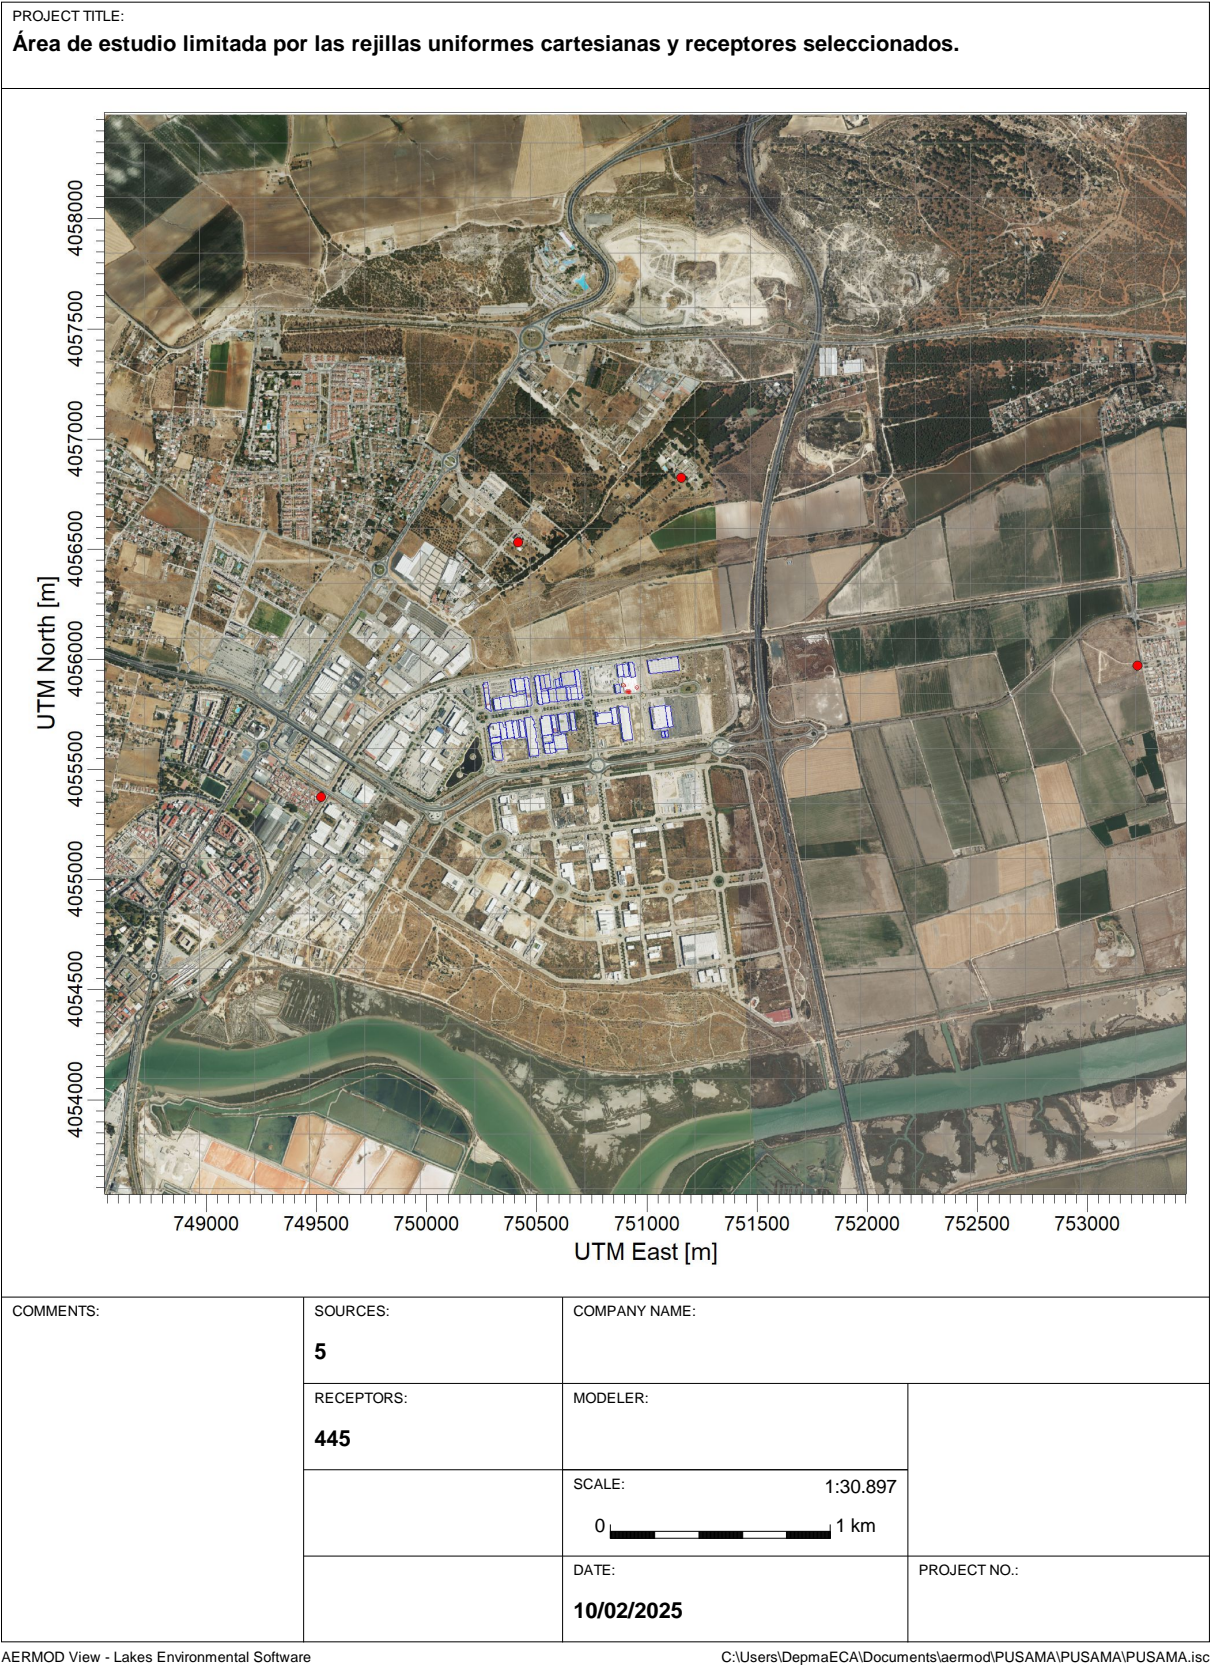 PROJECT TITLE:
Área de estudio limitada por las rejillas uniformes cartesianas y receptores seleccionados.
UTM North [m]
4058000
4057500
4057000
4056500
4056000
4055500
4055000
4054500
4054000
749000 749500 750000 750500 751000 751500 752000 752500 753000
UTM East [m]
COMMENTS:
SOURCES:
5
COMPANY NAME:
RECEPTORS:
445
MODELER:
SCALE:
1:30.897
0 1 km
DATE:
10/02/2025
PROJECT NO.:
AERMOD View - Lakes Environmental Software
C:\Users\DepmaECA\Documents\aermod\PUSAMA\PUSAMA\PUSAMA.isc